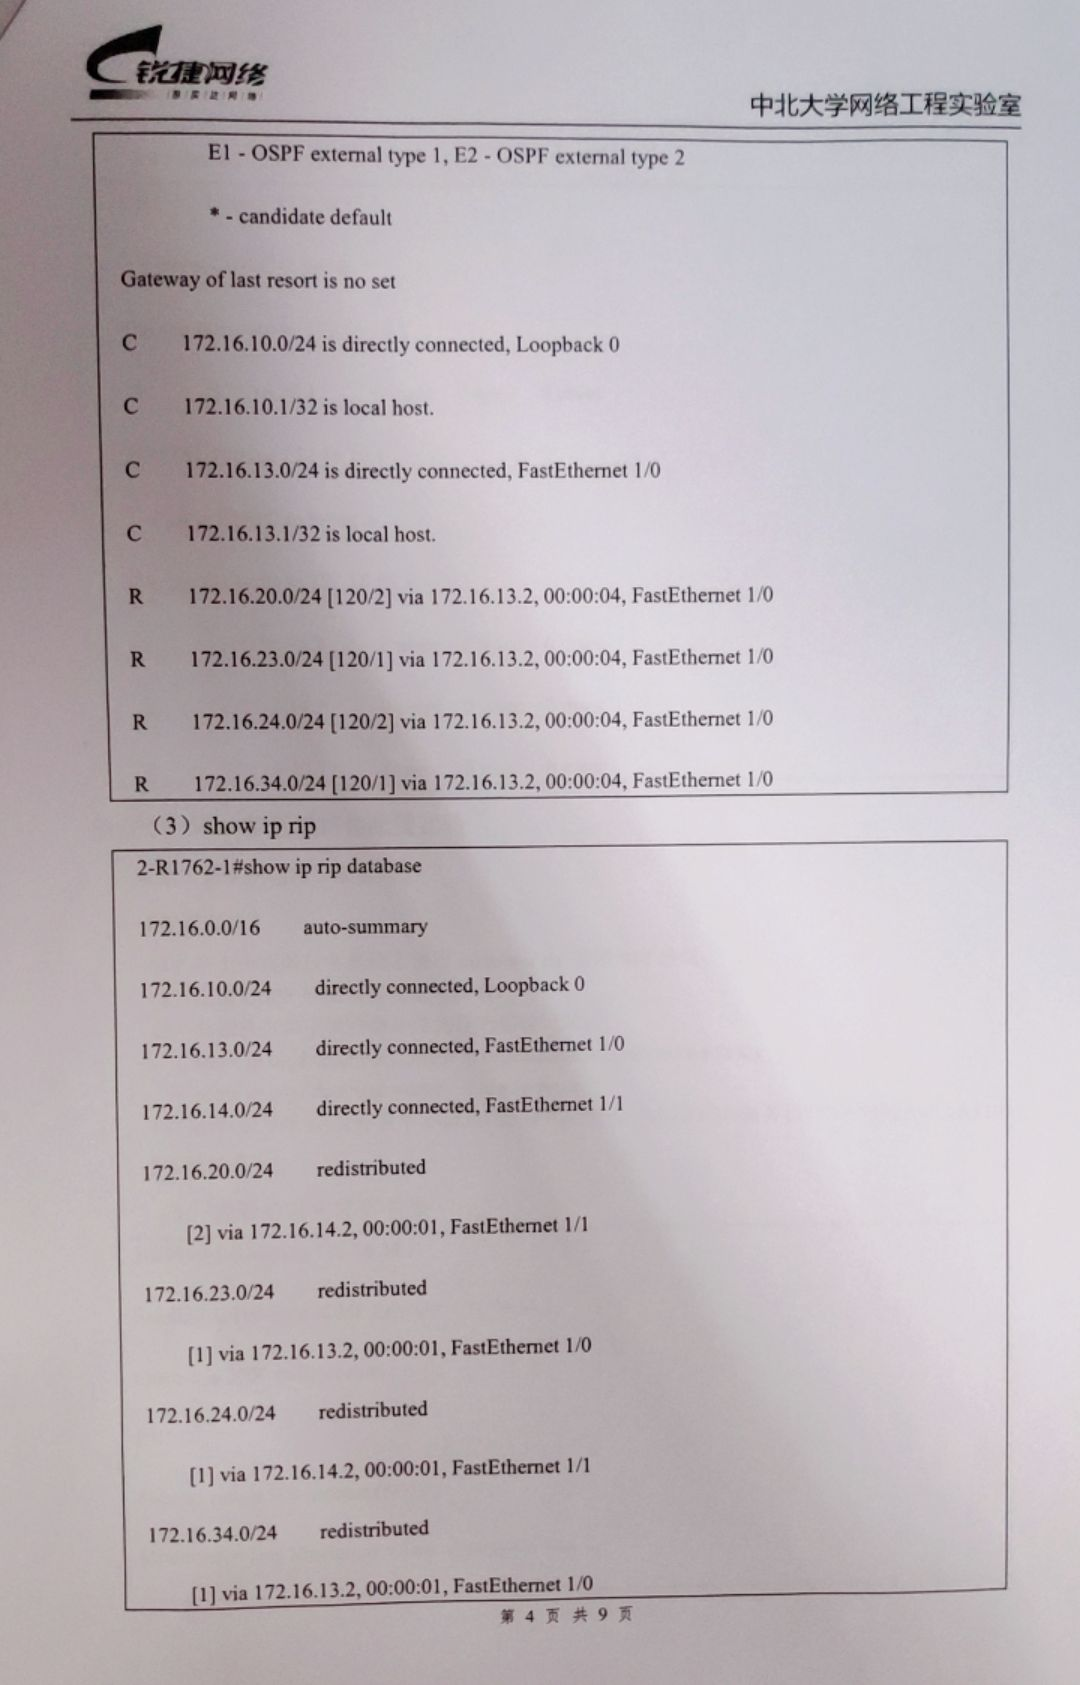 锐捷网络
中北大学网络工程实验室
E1 - OSPF external type 1, E2 - OSPF external type 2
* - candidate default
Gateway of last resort is no set
C 172.16.10.0/24 is directly connected, Loopback 0
C 172.16.10.1/32 is local host.
C 172.16.13.0/24 is directly connected, FastEthernet 1/0
C 172.16.13.1/32 is local host.
R 172.16.20.0/24 [120/2] via 172.16.13.2, 00:00:04, FastEthernet 1/0
R 172.16.23.0/24 [120/1] via 172.16.13.2, 00:00:04, FastEthernet 1/0
R 172.16.24.0/24 [120/2] via 172.16.13.2, 00:00:04, FastEthernet 1/0
R 172.16.34.0/24 [120/1] via 172.16.13.2, 00:00:04, FastEthernet 1/0
（3）show ip rip
2-R1762-1#show ip rip database
172.16.0.0/16 auto-summary
172.16.10.0/24 directly connected, Loopback 0
172.16.13.0/24 directly connected, FastEthernet 1/0
172.16.14.0/24 directly connected, FastEthernet 1/1
172.16.20.0/24 redistributed
[2] via 172.16.14.2, 00:00:01, FastEthernet 1/1
172.16.23.0/24 redistributed
[1] via 172.16.13.2, 00:00:01, FastEthernet 1/0
172.16.24.0/24 redistributed
[1] via 172.16.14.2, 00:00:01, FastEthernet 1/1
172.16.34.0/24 redistributed
[1] via 172.16.13.2, 00:00:01, FastEthernet 1/0
第 4 页 共 9 页